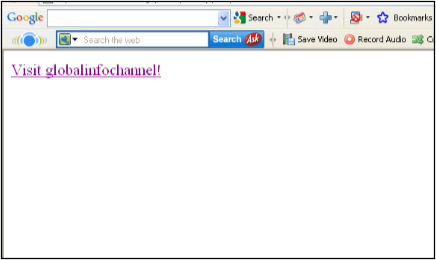 Google Search Bookmarks
Search the web Search Ask Save Video Record Audio
Visit globalinfochannel!